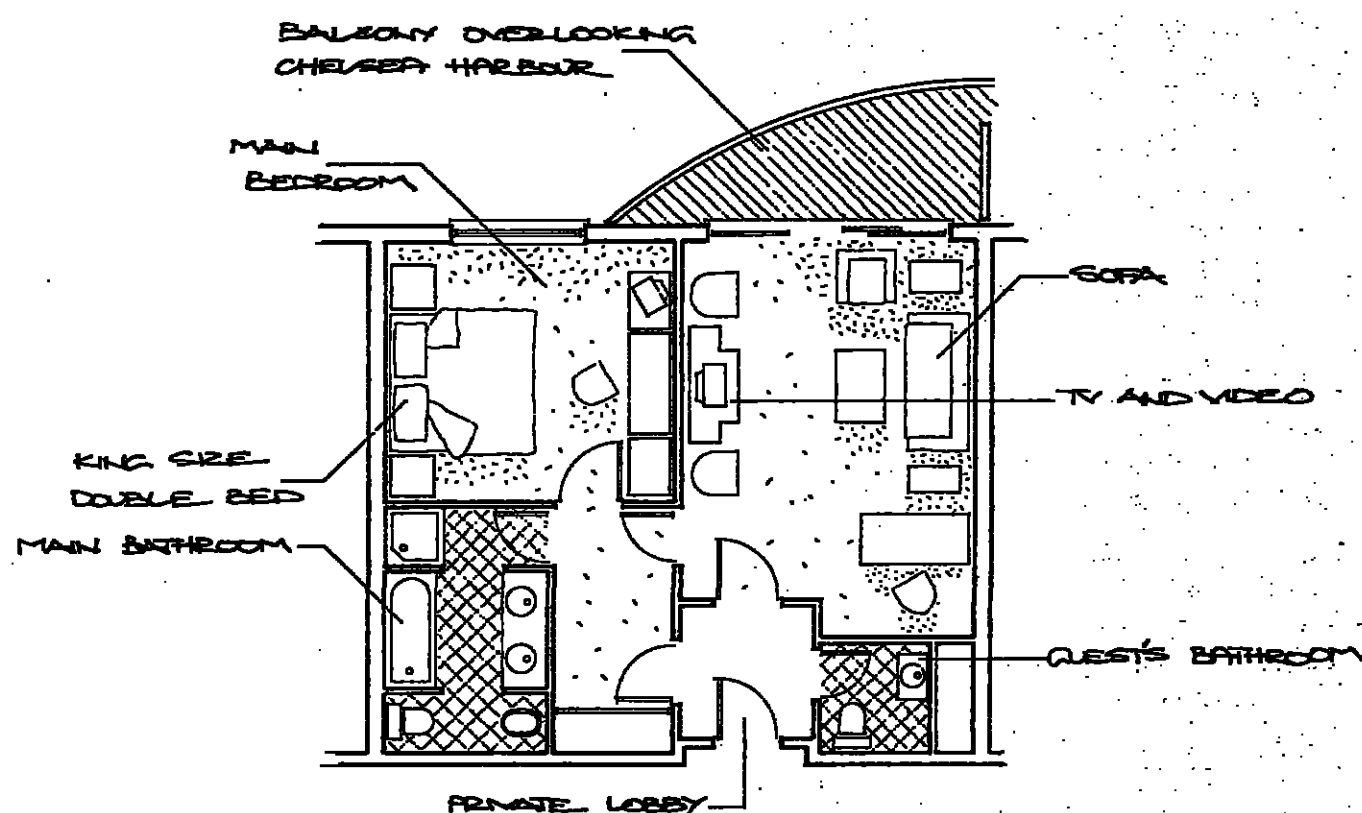 BALCONY OVERLOOKING
CHELSEA HARBOUR
MAIN
BEDROOM
SOFA
TV AND VIDEO
KING SIZE
DOUBLE BED
MAIN BATHROOM
GUEST'S BATHROOM
PRIVATE LOBBY